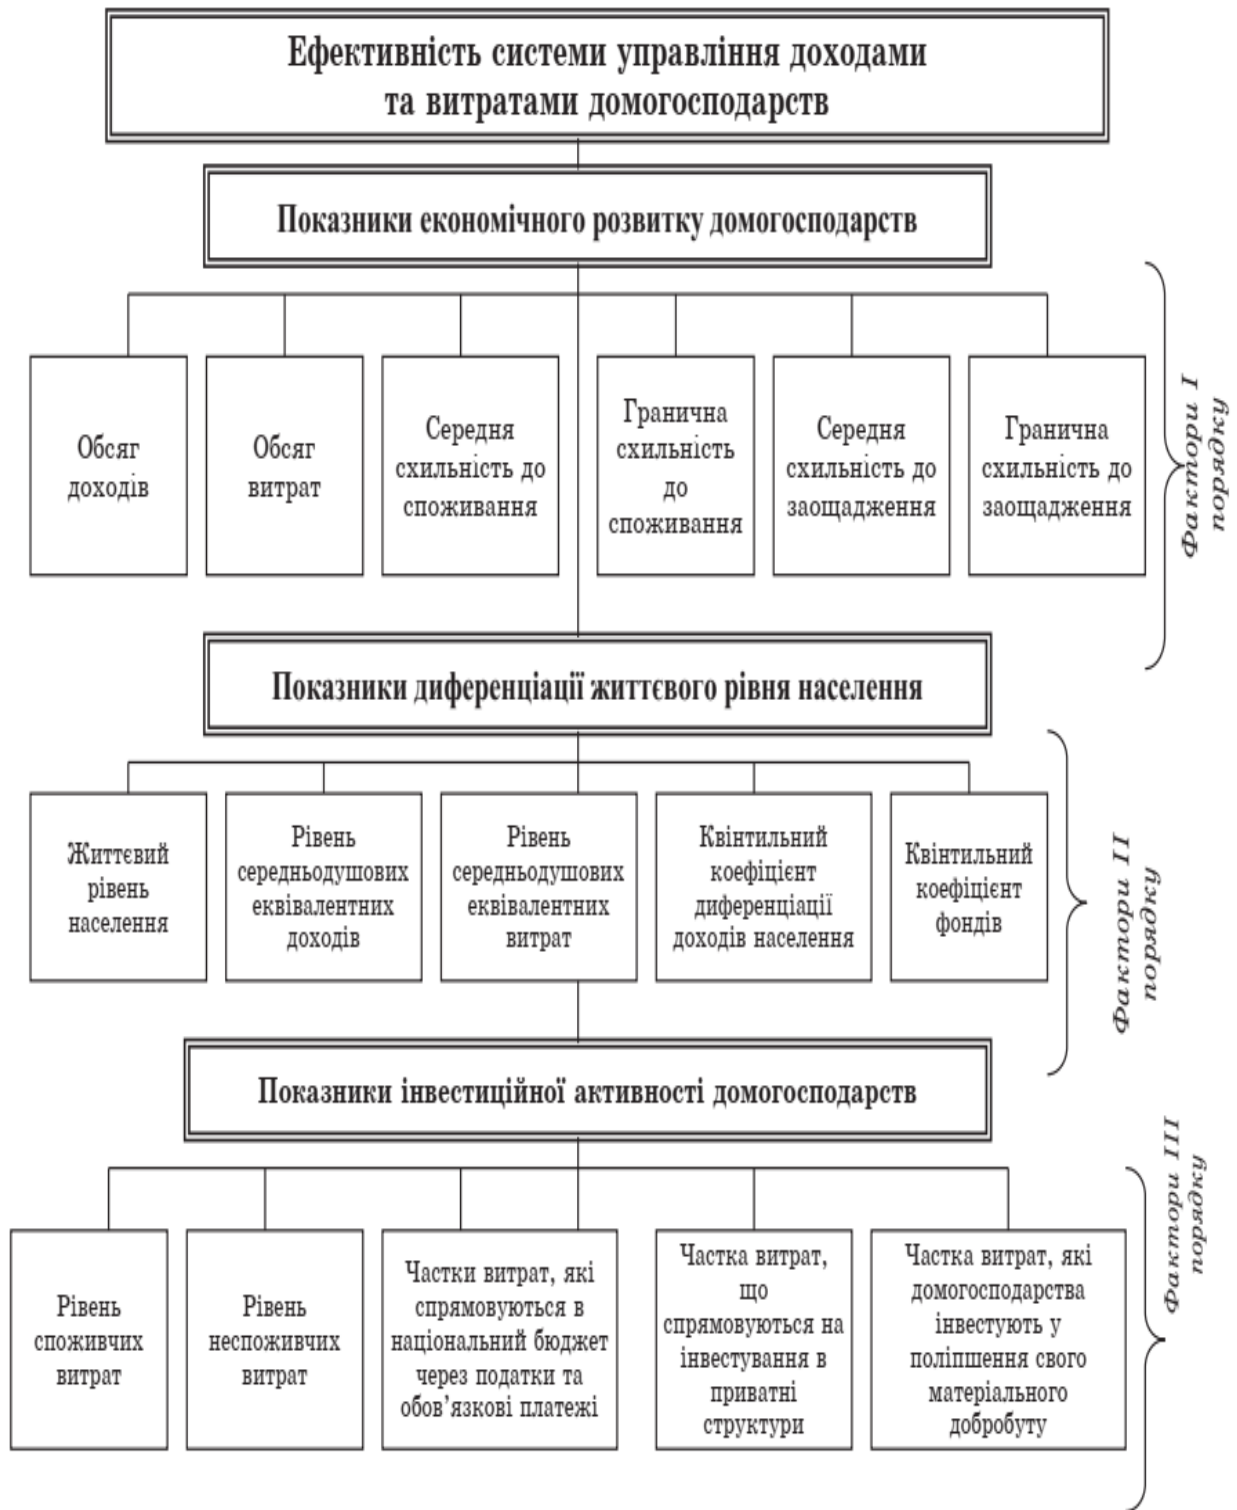 Ефективність системи управління доходами
та витратами домогосподарств
Показники економічного розвитку домогосподарств
Обсяг
доходів
Обсяг
витрат
Середня
схильність до
споживання
Гранична
схильність
до
споживання
Середня
схильність до
заощадження
Гранична
схильність до
заощадження
Фактори I
порядку
Показники диференціації життєвого рівня населення
Життєвий
рівень
населення
Рівень
середньодушових
еквівалентних
доходів
Рівень
середньодушових
еквівалентних
витрат
Квінтильний
коефіцієнт
диференціації
доходів населення
Квінтильний
коефіцієнт
фондів
Фактори II
порядку
Показники інвестиційної активності домогосподарств
Рівень
споживчих
витрат
Рівень
неспоживчих
витрат
Частки витрат, які
спрямовуються в
національний бюджет
через податки та
обов’язкові платежі
Частка витрат,
що
спрямовуються на
інвестування в
приватні
структури
Частка витрат, які
домогосподарства
інвестують у
поліпшення свого
матеріального
добробуту
Фактори III
порядку